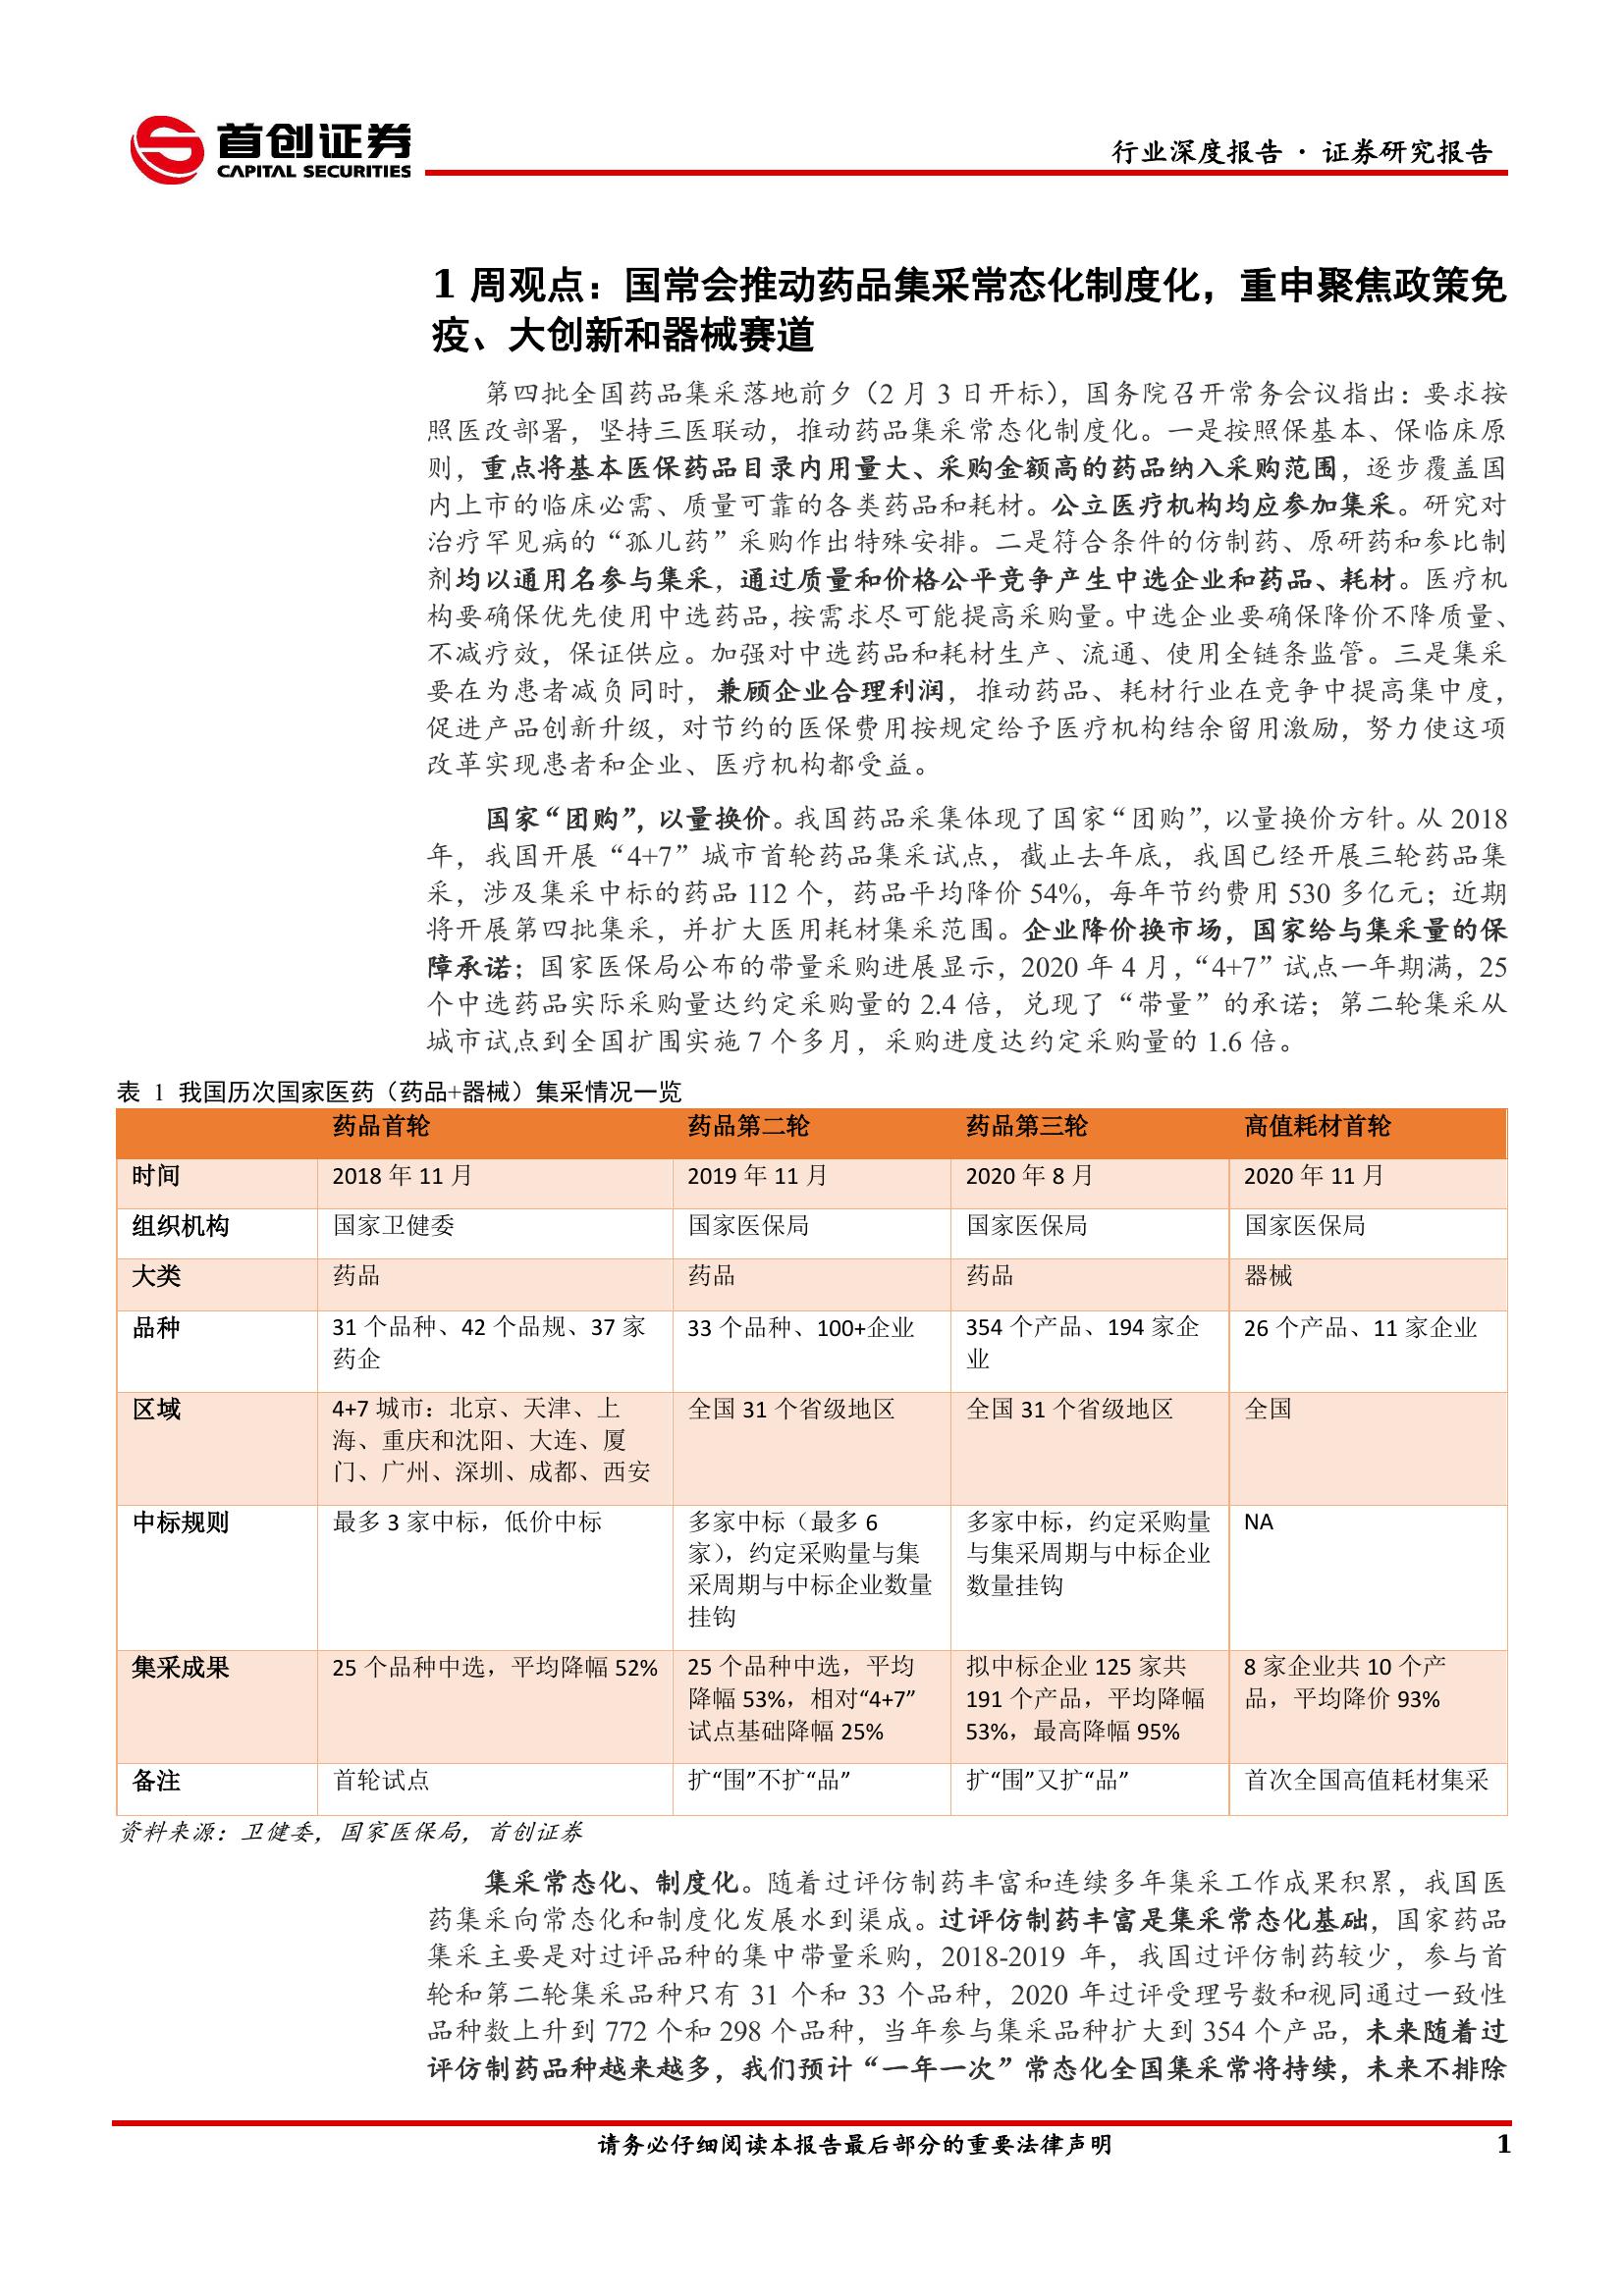 首创证券
CAPITAL SECURITIES
行业深度报告 · 证券研究报告
1 周观点：国常会推动药品集采常态化制度化，重申聚焦政策免
疫、大创新和器械赛道
第四批全国药品集采落地前夕（2 月 3 日开标），国务院召开常务会议指出：要求按
照医改部署，坚持三医联动，推动药品集采常态化制度化。一是按照保基本、保临床原
则，重点将基本医保药品目录内用量大、采购金额高的药品纳入采购范围，逐步覆盖国
内上市的临床必需、质量可靠的各类药品和耗材。公立医疗机构均应参加集采。研究对
治疗罕见病的“孤儿药”采购作出特殊安排。二是符合条件的仿制药、原研药和参比制
剂均以通用名参与集采，通过质量和价格公平竞争产生中选企业和药品、耗材。医疗机
构要确保优先使用中选药品，按需求尽可能提高采购量。中选企业要确保降价不降质量、
不减疗效，保证供应。加强对中选药品和耗材生产、流通、使用全链条监管。三是集采
要在为患者减负同时，兼顾企业合理利润，推动药品、耗材行业在竞争中提高集中度，
促进产品创新升级，对节约的医保费用按规定给予医疗机构结余留用激励，努力使这项
改革实现患者和企业、医疗机构都受益。
国家“团购”，以量换价。我国药品采集体现了国家“团购”，以量换价方针。从 2018
年，我国开展“4+7”城市首轮药品集采试点，截止去年底，我国已经开展三轮药品集
采，涉及集采中标的药品 112 个，药品平均降价 54%，每年节约费用 530 多亿元；近期
将开展第四批集采，并扩大医用耗材集采范围。企业降价换市场，国家给与集采量的保
障承诺；国家医保局公布的带量采购进展显示，2020 年 4 月，“4+7”试点一年期满，25
个中选药品实际采购量达约定采购量的 2.4 倍，兑现了“带量”的承诺；第二轮集采从
城市试点到全国扩围实施 7 个多月，采购进度达约定采购量的 1.6 倍。
表 1 我国历次国家医药（药品+器械）集采情况一览
药品首轮 药品第二轮 药品第三轮 高值耗材首轮
时间 2018 年 11 月 2019 年 11 月 2020 年 8 月 2020 年 11 月
组织机构 国家卫健委 国家医保局 国家医保局 国家医保局
大类 药品 药品 药品 器械
品种 31 个品种、42 个品规、37 家 33 个品种、100+企业 354 个产品、194 家企 26 个产品、11 家企业
药企 业
区域 4+7 城市：北京、天津、上 全国 31 个省级地区 全国 31 个省级地区 全国
海、重庆和沈阳、大连、厦
门、广州、深圳、成都、西安
中标规则 最多 3 家中标，低价中标 多家中标（最多 6 多家中标，约定采购量 NA
家），约定采购量与集 与集采周期与中标企业
采周期与中标企业数量 数量挂钩
挂钩
集采成果 25 个品种中选，平均降幅 52% 25 个品种中选，平均 拟中标企业 125 家共 8 家企业共 10 个产
降幅 53%，相对“4+7” 191 个产品，平均降幅 品，平均降价 93%
试点基础降幅 25% 53%，最高降幅 95%
备注 首轮试点 扩“围”不扩“品” 扩“围”又扩“品” 首次全国高值耗材集采
资料来源：卫健委，国家医保局，首创证券
集采常态化、制度化。随着过评仿制药丰富和连续多年集采工作成果积累，我国医
药集采向常态化和制度化发展水到渠成。过评仿制药丰富是集采常态化基础，国家药品
集采主要是对过评品种的集中带量采购，2018-2019 年，我国过评仿制药较少，参与首
轮和第二轮集采品种只有 31 个和 33 个品种，2020 年过评受理号数和视同通过一致性
品种数上升到 772 个和 298 个品种，当年参与集采品种扩大到 354 个产品，未来随着过
评仿制药品种越来越多，我们预计“一年一次”常态化全国集采常将持续，未来不排除
请务必仔细阅读本报告最后部分的重要法律声明 1